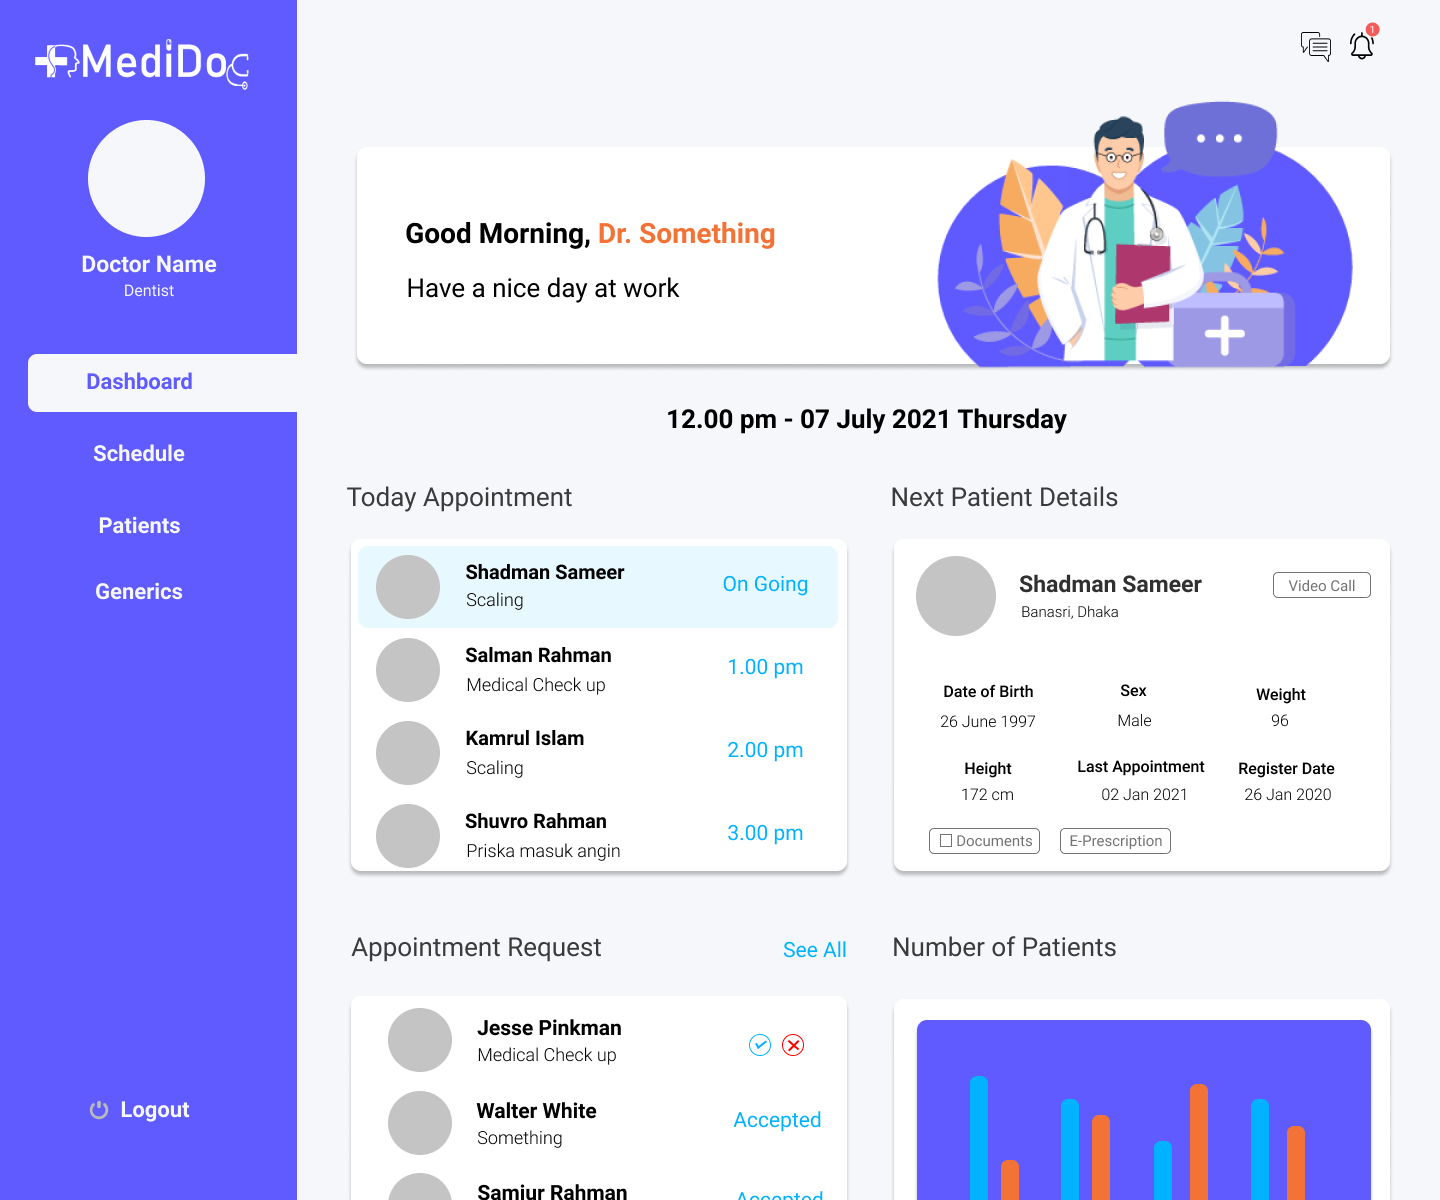 MediDoc
1
Doctor Name
Dentist
Dashboard
Schedule
Patients
Generics
Logout
Good Morning, Dr. Something
Have a nice day at work
12.00 pm - 07 July 2021 Thursday
Today Appointment
Shadman Sameer
Scaling
On Going
Salman Rahman
Medical Check up
1.00 pm
Kamrul Islam
Scaling
2.00 pm
Shuvro Rahman
Priska masuk angin
3.00 pm
Next Patient Details
Shadman Sameer
Banasri, Dhaka
Video Call
Date of Birth
26 June 1997
Sex
Male
Weight
96
Height
172 cm
Last Appointment
02 Jan 2021
Register Date
26 Jan 2020
Documents
E-Prescription
Appointment Request
See All
Jesse Pinkman
Medical Check up
Walter White
Something
Accepted
Samiur Rahman
Accepted
Number of Patients